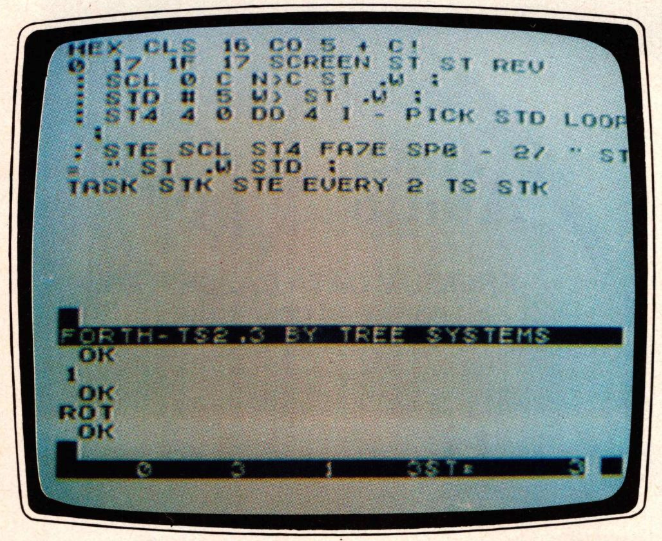 HEX CLS 16 CO 5 + C!
0 17 1F 17 SCREEN ST ST REV
: SCL 0 C N>C ST .W ;
: STD # 5 W> ST .W ;
: ST4 4 0 DO 4 I - PICK STD LOOP
;
: STE SCL ST4 FA7E SP@ - 2/ " ST
= " ST .W STD ;
TASK STK STE EVERY 2 TS STK
FORTH-TS2.3 BY TREE SYSTEMS
OK
1
OK
ROT
OK
0 3 1 3ST= 3